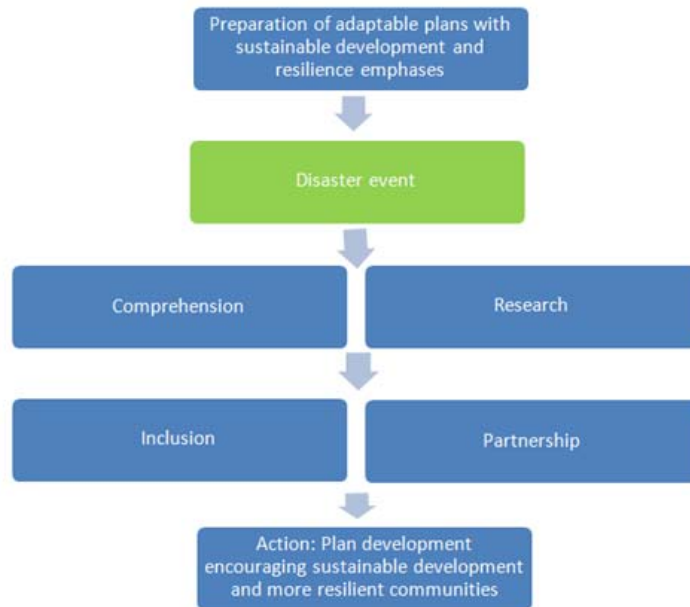 Preparation of adaptable plans with
sustainable development and
resilience emphases
Disaster event
Comprehension
Research
Inclusion
Partnership
Action: Plan development
encouraging sustainable development
and more resilient communities